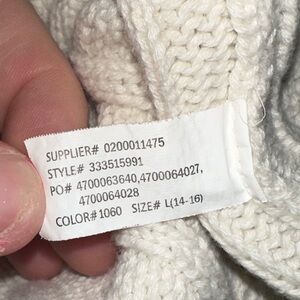 SUPPLIER# 0200011475
STYLE# 333515991
PO# 4700063640,4700064027,
4700064028
COLOR#1060 SIZE# L(14-16)